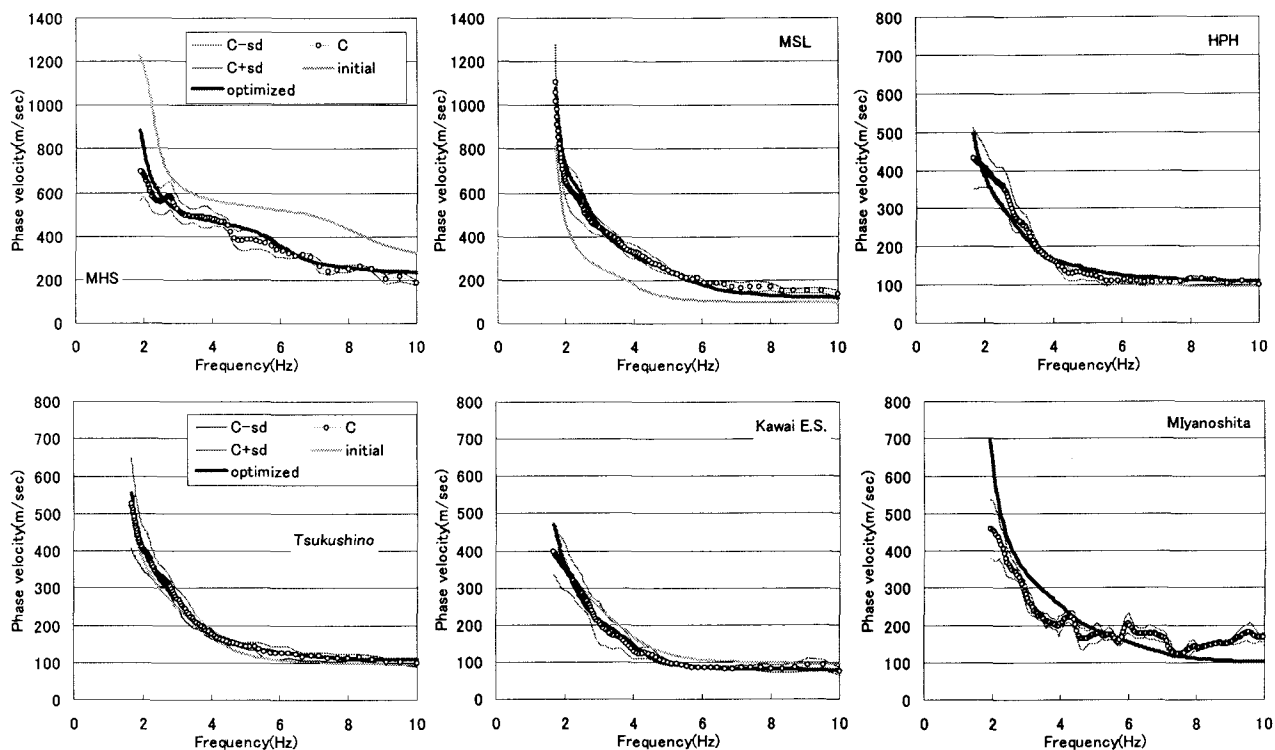 1400 1400 800
C-sd C MSL HPH
1200 1200 700
C+sd initial
optimized
1000 1000 600
800 800 500
600 600 400
400 400 300
200 MHS 200 200
0 0 100
0
Phase velocity(m/sec) Phase velocity(m/sec) Phase velocity(m/sec)
0 2 4 6 8 10 0 2 4 6 8 10 0 2 4 6 8 10
Frequency(Hz) Frequency(Hz) Frequency(Hz)
800 800 800
C-sd C Kawai E.S. MIyanoshita
700 700 700
C+sd initial
optimized
600 600 600
500 500 500
Tsukushino
400 400 400
300 300 300
200 200 200
100 100 100
0 0 0
Phase velocity(m/sec) Phase velocity(m/sec) Phase velocity(m/sec)
0 2 4 6 8 10 0 2 4 6 8 10 0 2 4 6 8 10
Frequency(Hz) Frequency(Hz) Frequency(Hz)